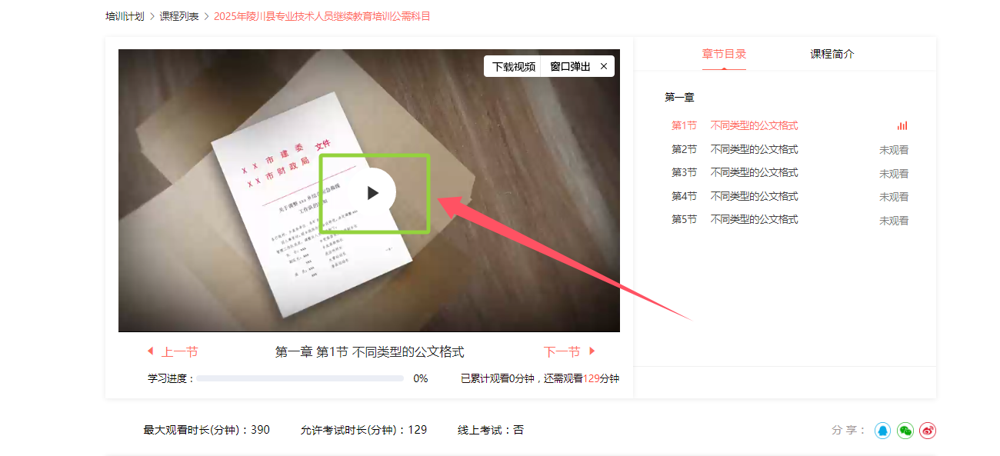 培训计划 > 课程列表 > 2025年陵川县专业技术人员继续教育培训公需科目
下载视频 窗口弹出 ×
XX市建委 文件
XX市财政局
章节目录 课程简介
第一章
第1节 不同类型的公文格式
第2节 不同类型的公文格式 未观看
第3节 不同类型的公文格式 未观看
第4节 不同类型的公文格式 未观看
第5节 不同类型的公文格式 未观看
上一节 第一章 第1节 不同类型的公文格式 下一节
学习进度: 0% 已累计观看0分钟，还需观看129分钟
最大观看时长(分钟)：390 允许考试时长(分钟)：129 线上考试：否
分享：